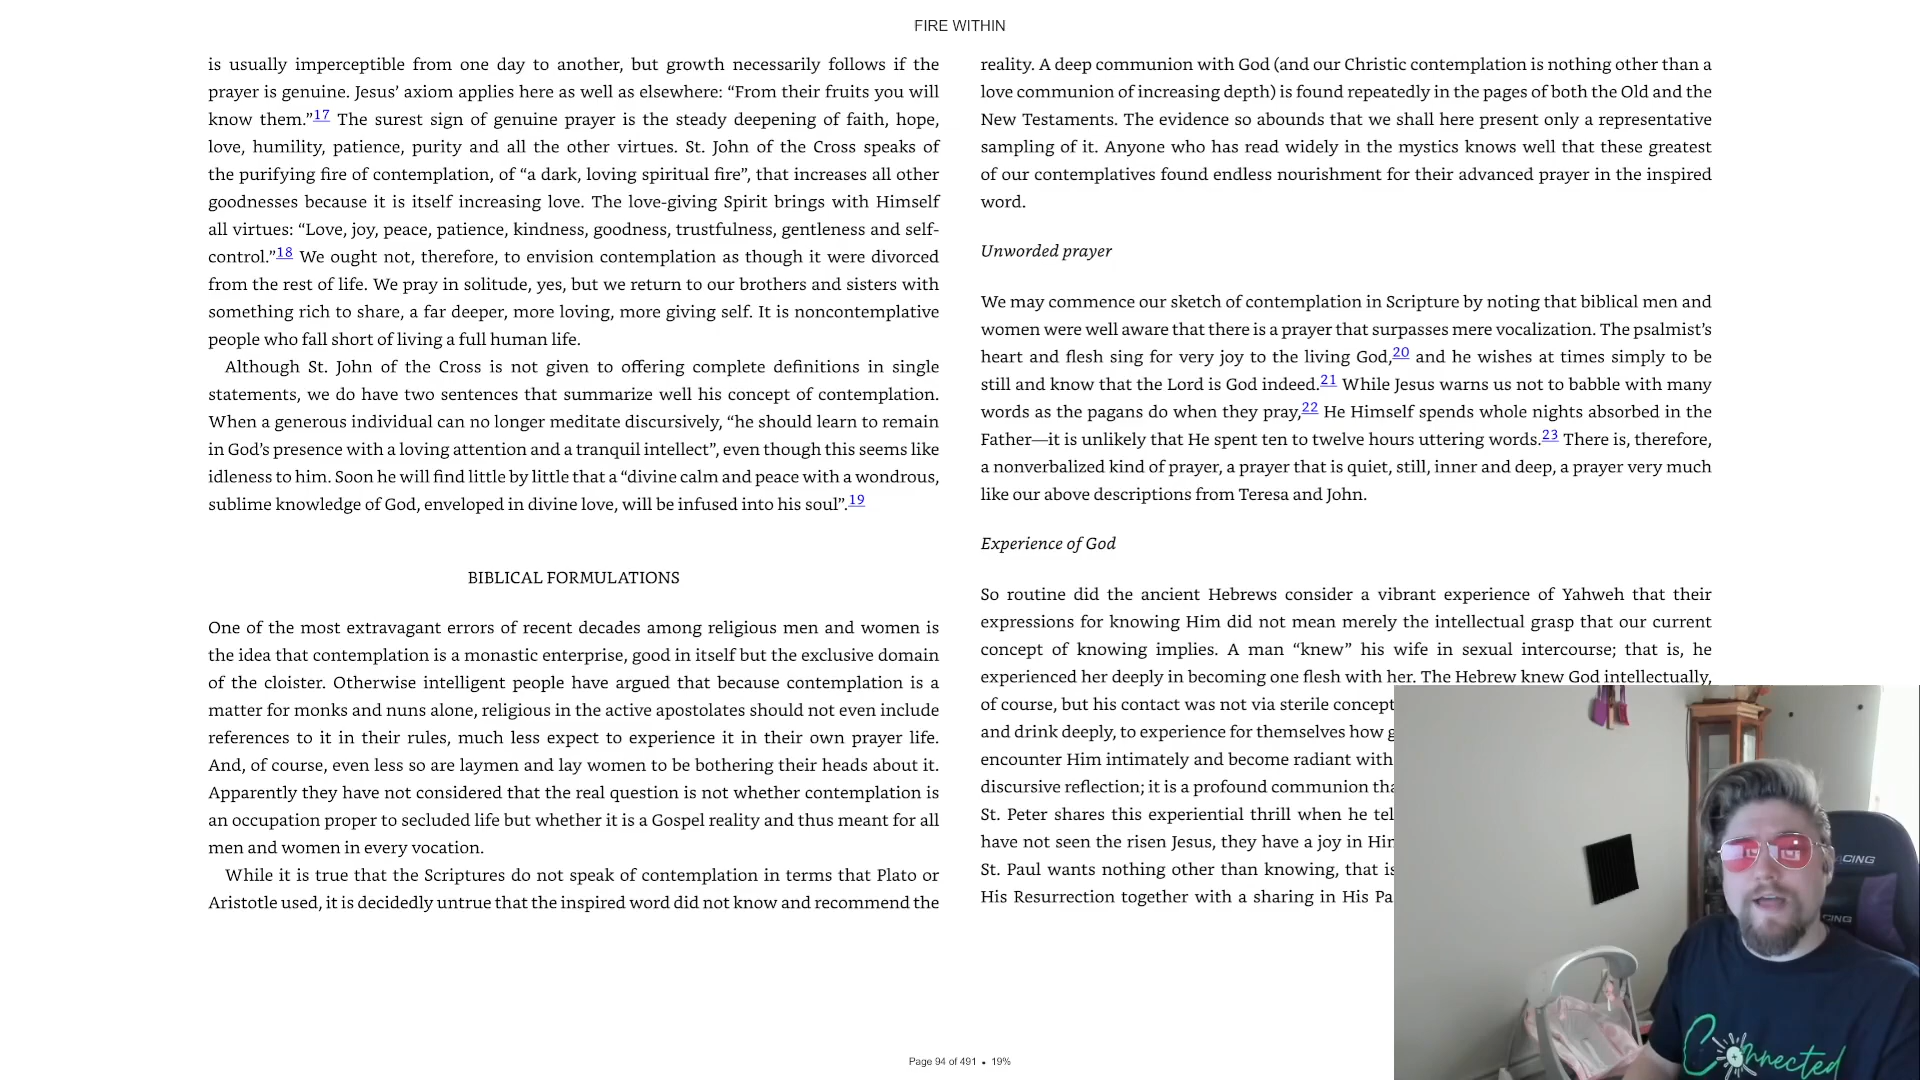 FIRE WITHIN
is usually imperceptible from one day to another, but growth necessarily follows if the
prayer is genuine. Jesus’ axiom applies here as well as elsewhere: “From their fruits you will
know them.”17 The surest sign of genuine prayer is the steady deepening of faith, hope,
love, humility, patience, purity and all the other virtues. St. John of the Cross speaks of
the purifying fire of contemplation, of “a dark, loving spiritual fire”, that increases all other
goodnesses because it is itself increasing love. The love-giving Spirit brings with Himself
all virtues: “Love, joy, peace, patience, kindness, goodness, trustfulness, gentleness and self-
control.”18 We ought not, therefore, to envision contemplation as though it were divorced
from the rest of life. We pray in solitude, yes, but we return to our brothers and sisters with
something rich to share, a far deeper, more loving, more giving self. It is noncontemplative
people who fall short of living a full human life.
Although St. John of the Cross is not given to offering complete definitions in single
statements, we do have two sentences that summarize well his concept of contemplation.
When a generous individual can no longer meditate discursively, “he should learn to remain
in God’s presence with a loving attention and a tranquil intellect”, even though this seems like
idleness to him. Soon he will find little by little that a “divine calm and peace with a wondrous,
sublime knowledge of God, enveloped in divine love, will be infused into his soul”.19
BIBLICAL FORMULATIONS
One of the most extravagant errors of recent decades among religious men and women is
the idea that contemplation is a monastic enterprise, good in itself but the exclusive domain
of the cloister. Otherwise intelligent people have argued that because contemplation is a
matter for monks and nuns alone, religious in the active apostolates should not even include
references to it in their rules, much less expect to experience it in their own prayer life.
And, of course, even less so are laymen and lay women to be bothering their heads about it.
Apparently they have not considered that the real question is not whether contemplation is
an occupation proper to secluded life but whether it is a Gospel reality and thus meant for all
men and women in every vocation.
While it is true that the Scriptures do not speak of contemplation in terms that Plato or
Aristotle used, it is decidedly untrue that the inspired word did not know and recommend the
reality. A deep communion with God (and our Christic contemplation is nothing other than a
love communion of increasing depth) is found repeatedly in the pages of both the Old and the
New Testaments. The evidence so abounds that we shall here present only a representative
sampling of it. Anyone who has read widely in the mystics knows well that these greatest
of our contemplatives found endless nourishment for their advanced prayer in the inspired
word.
Unworded prayer
We may commence our sketch of contemplation in Scripture by noting that biblical men and
women were well aware that there is a prayer that surpasses mere vocalization. The psalmist’s
heart and flesh sing for very joy to the living God,20 and he wishes at times simply to be
still and know that the Lord is God indeed.21 While Jesus warns us not to babble with many
words as the pagans do when they pray,22 He Himself spends whole nights absorbed in the
Father—it is unlikely that He spent ten to twelve hours uttering words.23 There is, therefore,
a nonverbalized kind of prayer, a prayer that is quiet, still, inner and deep, a prayer very much
like our above descriptions from Teresa and John.
Experience of God
So routine did the ancient Hebrews consider a vibrant experience of Yahweh that their
expressions for knowing Him did not mean merely the intellectual grasp that our current
concept of knowing implies. A man “knew” his wife in sexual intercourse; that is, he
experienced her deeply in becoming one flesh with her. The Hebrew knew God intellectually,
of course, but his contact was not via sterile concept
and drink deeply, to experience for themselves how g
encounter Him intimately and become radiant with
discursive reflection; it is a profound communion tha
St. Peter shares this experiential thrill when he tel
have not seen the risen Jesus, they have a joy in Hi
St. Paul wants nothing other than knowing, that is
His Resurrection together with a sharing in His Pa
Page 94 of 491 • 19%
ACING
CING
Connected